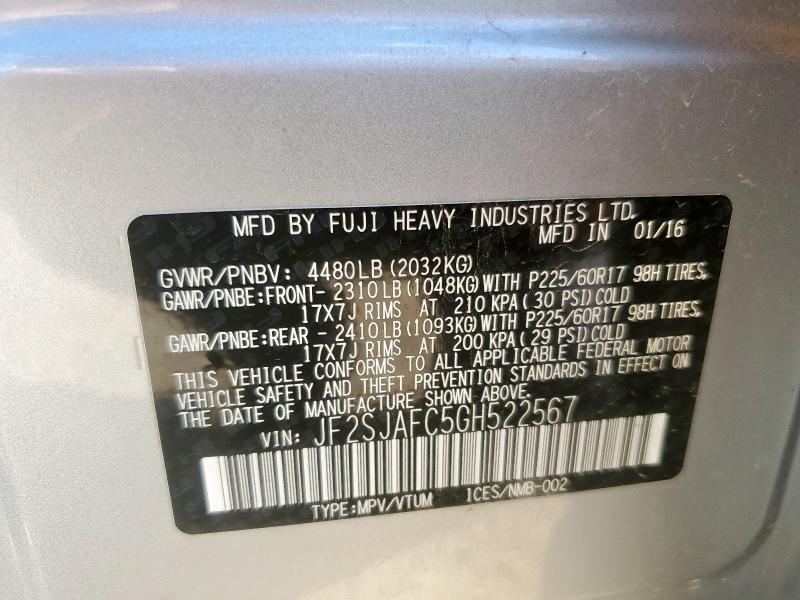 MFD BY FUJI HEAVY INDUSTRIES LTD.
MFD IN 01/16
GVWR/PNBV: 4480LB(2032KG)
GAWR/PNBE:FRONT- 2310LB(1048KG)WITH P225/60R17 98H TIRES,
17X7J RIMS AT 210 KPA(30 PSI)COLD
GAWR/PNBE:REAR - 2410LB(1093KG)WITH P225/60R17 98H TIRES,
17X7J RIMS AT 200 KPA(29 PSI)COLD
THIS VEHICLE CONFORMS TO ALL APPLICABLE FEDERAL MOTOR
VEHICLE SAFETY AND THEFT PREVENTION STANDARDS IN EFFECT ON
THE DATE OF MANUFACTURE SHOWN ABOVE.
VIN: JF2SJAFC5GH522567
TYPE:MPV/VTUM ICES/NMB-002